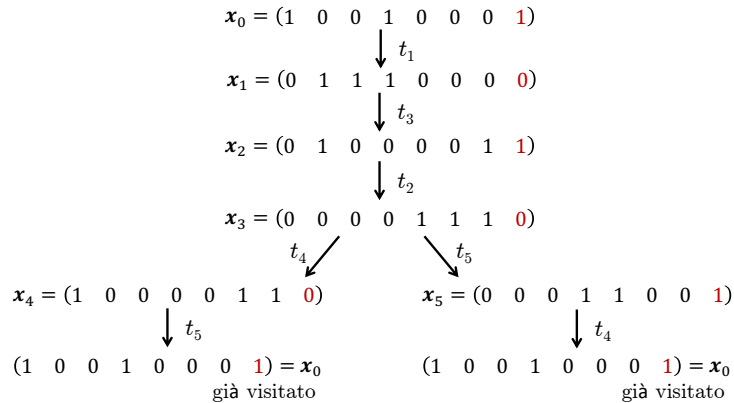 x₀ = (1 0 0 1 0 0 0 1)
t₁
x₁ = (0 1 1 1 0 0 0 0)
t₃
x₂ = (0 1 0 0 0 0 1 1)
t₂
x₃ = (0 0 0 0 1 1 1 0)
t₄ t₅
x₄ = (1 0 0 0 0 1 1 0) x₅ = (0 0 0 1 1 0 0 1)
t₅ t₄
(1 0 0 1 0 0 0 1) = x₀ (1 0 0 1 0 0 0 1) = x₀
già visitato già visitato